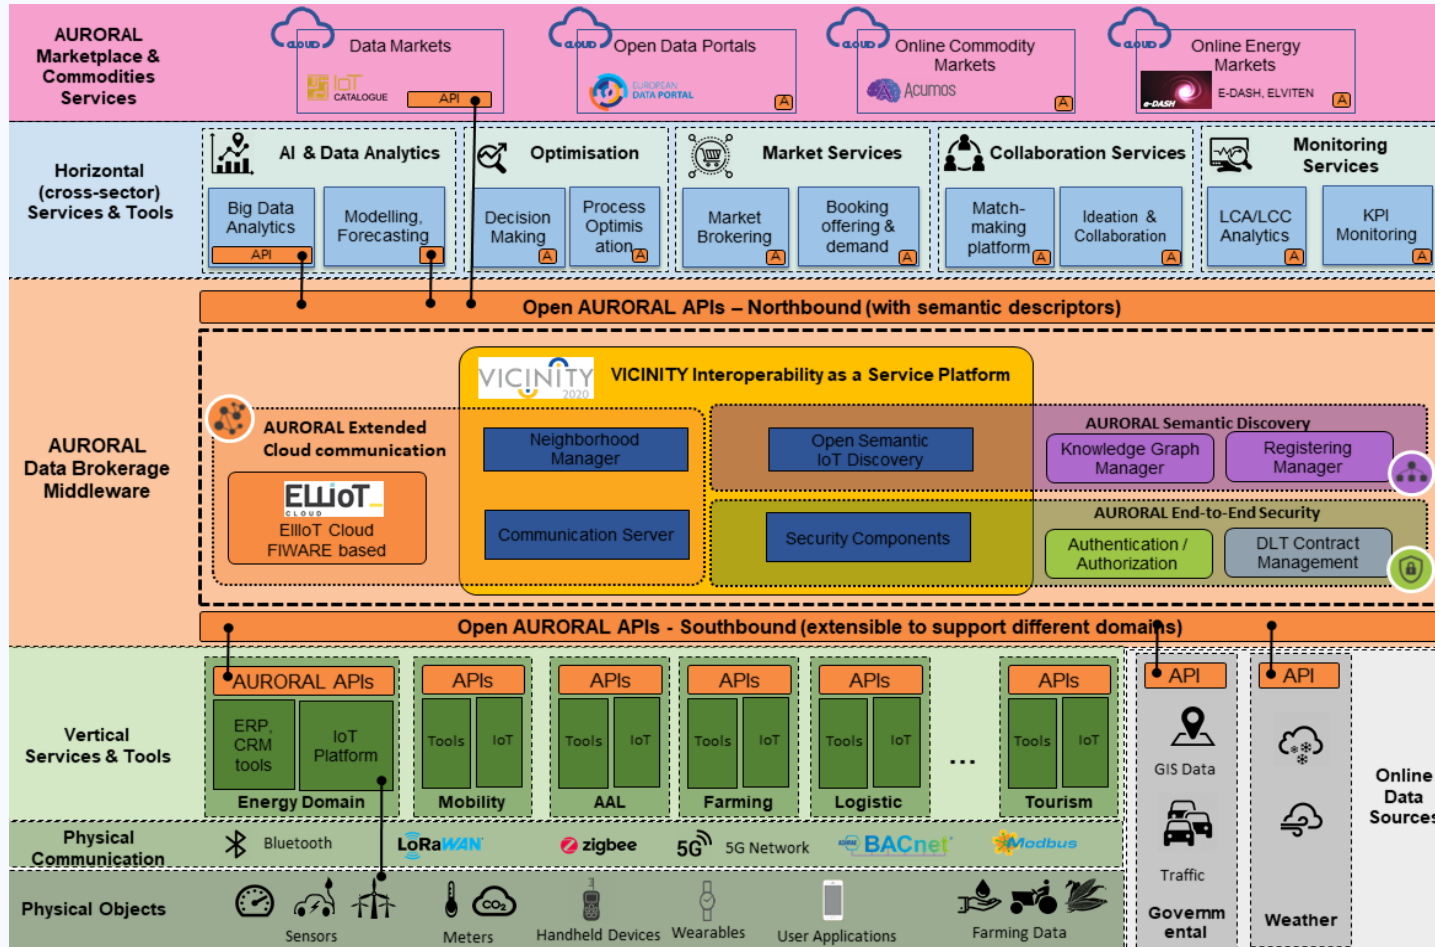 AURORAL
Marketplace &
Commodities
Services
CLOUD
Data Markets
IoT
CATALOGUE
API
CLOUD
Open Data Portals
EUROPEAN
DATA PORTAL
A
CLOUD
Online Commodity
Markets
Acumos
A
CLOUD
Online Energy
Markets
e-DASH
E-DASH, ELVITEN
A
Horizontal
(cross-sector)
Services & Tools
AI & Data Analytics
Big Data
Analytics
API
Modelling,
Forecasting
Optimisation
Decision
Making
A
Process
Optimis
ation
A
Market Services
Market
Brokering
A
Booking
offering &
demand
A
Collaboration Services
Match-
making
platform
A
Ideation &
Collaboration
A
Monitoring
Services
LCA/LCC
Analytics
A
KPI
Monitoring
A
Open AURORAL APIs – Northbound (with semantic descriptors)
AURORAL
Data Brokerage
Middleware
VICINITY
2020
VICINITY Interoperability as a Service Platform
AURORAL Extended
Cloud communication
ELLIOT_
CLOUD
EllIoT Cloud
FIWARE based
Neighborhood
Manager
Communication Server
Open Semantic
IoT Discovery
Security Components
AURORAL Semantic Discovery
Knowledge Graph
Manager
Registering
Manager
AURORAL End-to-End Security
Authentication /
Authorization
DLT Contract
Management
Open AURORAL APIs - Southbound (extensible to support different domains)
Vertical
Services & Tools
AURORAL APIs
ERP,
CRM
tools
IoT
Platform
Energy Domain
APIs
Tools
IoT
Mobility
APIs
Tools
IoT
AAL
APIs
Tools
IoT
Farming
APIs
Tools
IoT
Logistic
...
APIs
Tools
IoT
Tourism
API
GIS Data
Traffic
Governm
ental
API
Weather
Online
Data
Sources
Physical
Communication
Bluetooth
LoRaWAN
zigbee
5G
5G Network
ASHRAE
BACnet
Modbus
Physical Objects
Sensors
CO2
Meters
Handheld Devices
Wearables
User Applications
Farming Data